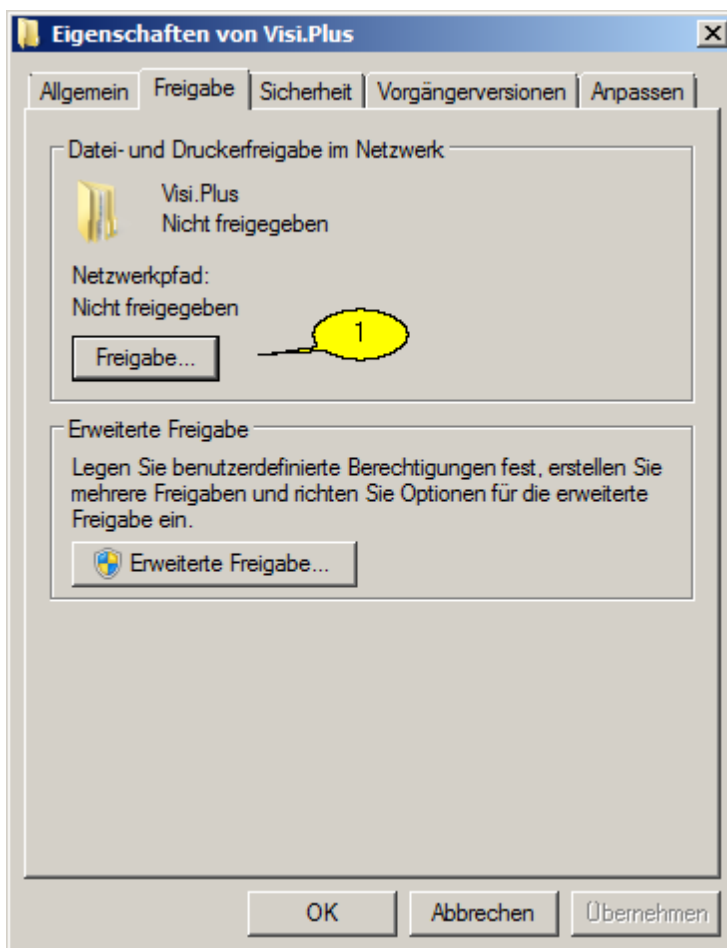 Eigenschaften von Visi.Plus
Allgemein Freigabe Sicherheit Vorgängerversionen Anpassen
Datei- und Druckerfreigabe im Netzwerk
Visi.Plus
Nicht freigegeben
Netzwerkpfad:
Nicht freigegeben
1
Freigabe...
Erweiterte Freigabe
Legen Sie benutzerdefinierte Berechtigungen fest, erstellen Sie
mehrere Freigaben und richten Sie Optionen für die erweiterte
Freigabe ein.
Erweiterte Freigabe...
OK Abbrechen Übernehmen